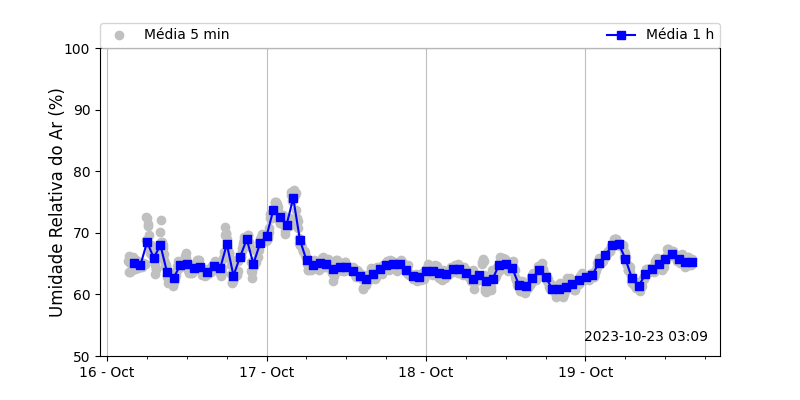 Média 5 min
Média 1 h
Umidade Relativa do Ar (%)
100
90
80
70
60
50
2023-10-23 03:09
16 - Oct
17 - Oct
18 - Oct
19 - Oct